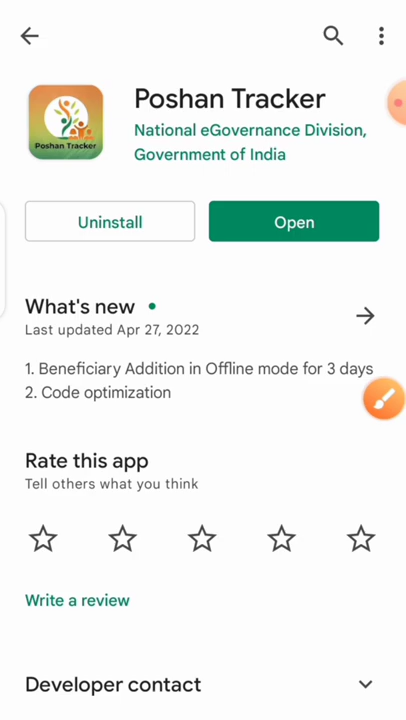 Poshan Tracker
Poshan Tracker
National eGovernance Division,
Government of India
Uninstall
Open
What's new
Last updated Apr 27, 2022
1. Beneficiary Addition in Offline mode for 3 days
2. Code optimization
Rate this app
Tell others what you think
Write a review
Developer contact